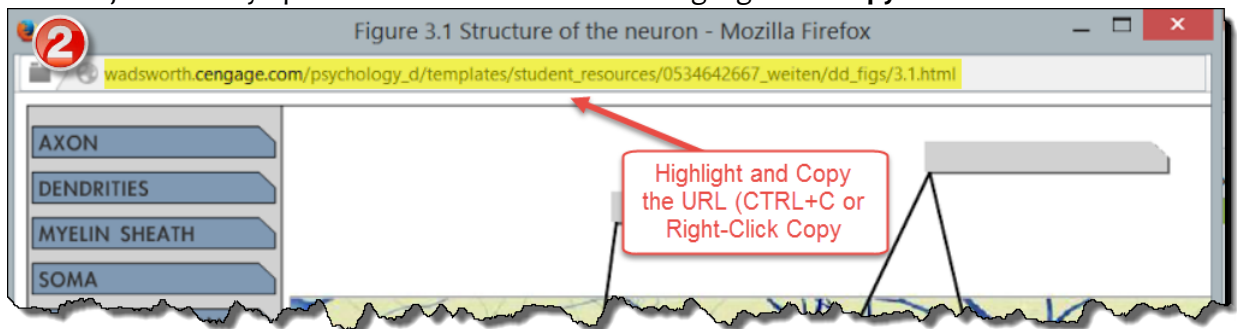 2
Figure 3.1 Structure of the neuron - Mozilla Firefox
wadsworth.cengage.com/psychology_d/templates/student_resources/0534642667_weiten/dd_figs/3.1.html
AXON
DENDRITIES
MYELIN SHEATH
SOMA
Highlight and Copy
the URL (CTRL+C or
Right-Click Copy